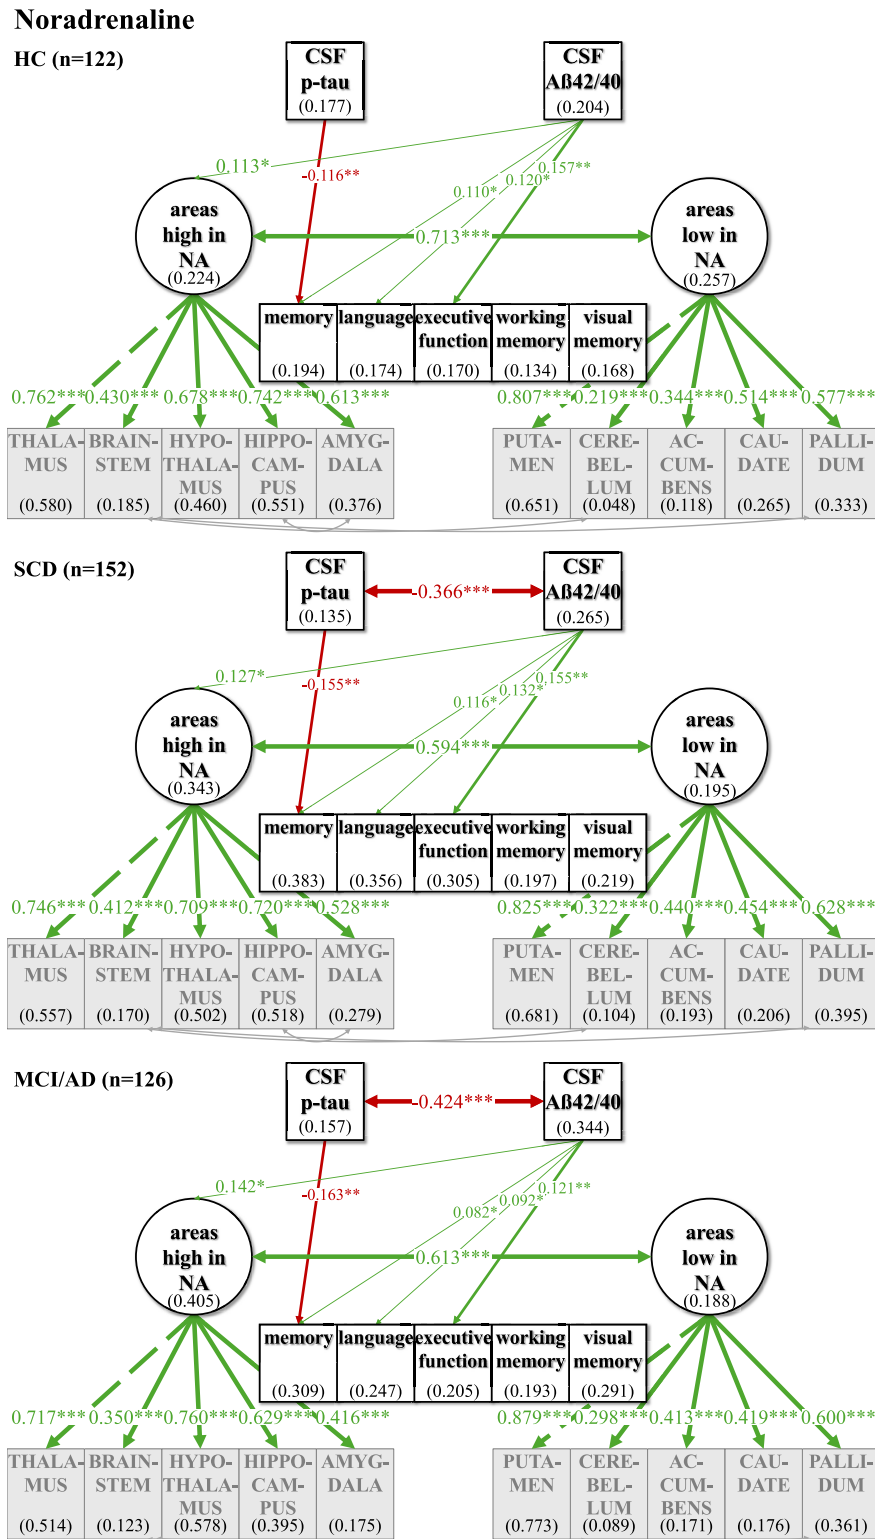 Noradrenaline
HC (n=122)
CSF
p-tau
(0.177)
CSF
Aß42/40
(0.204)
0.113*
-0.116**
0.110*
0.120*
0.157**
areas
high in
NA
(0.224)
0.713***
areas
low in
NA
(0.257)
memory
(0.194)
language
(0.174)
executive
function
(0.170)
working
memory
(0.134)
visual
memory
(0.168)
0.762***
0.430***
0.678***
0.742***
0.613***
0.807***
0.219***
0.344***
0.514***
0.577***
THALA-
MUS
(0.580)
BRAIN-
STEM
(0.185)
HYPO-
THALA-
MUS
(0.460)
HIPPO-
CAM-
PUS
(0.551)
AMYG-
DALA
(0.376)
PUTA-
MEN
(0.651)
CERE-
BEL-
LUM
(0.048)
AC-
CUM-
BENS
(0.118)
CAU-
DATE
(0.265)
PALLI-
DUM
(0.333)
SCD (n=152)
CSF
p-tau
(0.135)
-0.366***
CSF
Aß42/40
(0.265)
0.127*
-0.155**
0.116*
0.132*
0.155**
areas
high in
NA
(0.343)
0.594***
areas
low in
NA
(0.195)
memory
(0.383)
language
(0.356)
executive
function
(0.305)
working
memory
(0.197)
visual
memory
(0.219)
0.746***
0.412***
0.709***
0.720***
0.528***
0.825***
0.322***
0.440***
0.454***
0.628***
THALA-
MUS
(0.557)
BRAIN-
STEM
(0.170)
HYPO-
THALA-
MUS
(0.502)
HIPPO-
CAM-
PUS
(0.518)
AMYG-
DALA
(0.279)
PUTA-
MEN
(0.681)
CERE-
BEL-
LUM
(0.104)
AC-
CUM-
BENS
(0.193)
CAU-
DATE
(0.206)
PALLI-
DUM
(0.395)
MCI/AD (n=126)
CSF
p-tau
(0.157)
-0.424***
CSF
Aß42/40
(0.344)
0.142*
-0.163**
0.082*
0.092*
0.121**
areas
high in
NA
(0.405)
0.613***
areas
low in
NA
(0.188)
memory
(0.309)
language
(0.247)
executive
function
(0.205)
working
memory
(0.193)
visual
memory
(0.291)
0.717***
0.350***
0.760***
0.629***
0.416***
0.879***
0.298***
0.413***
0.419***
0.600***
THALA-
MUS
(0.514)
BRAIN-
STEM
(0.123)
HYPO-
THALA-
MUS
(0.578)
HIPPO-
CAM-
PUS
(0.395)
AMYG-
DALA
(0.175)
PUTA-
MEN
(0.773)
CERE-
BEL-
LUM
(0.089)
AC-
CUM-
BENS
(0.171)
CAU-
DATE
(0.176)
PALLI-
DUM
(0.361)